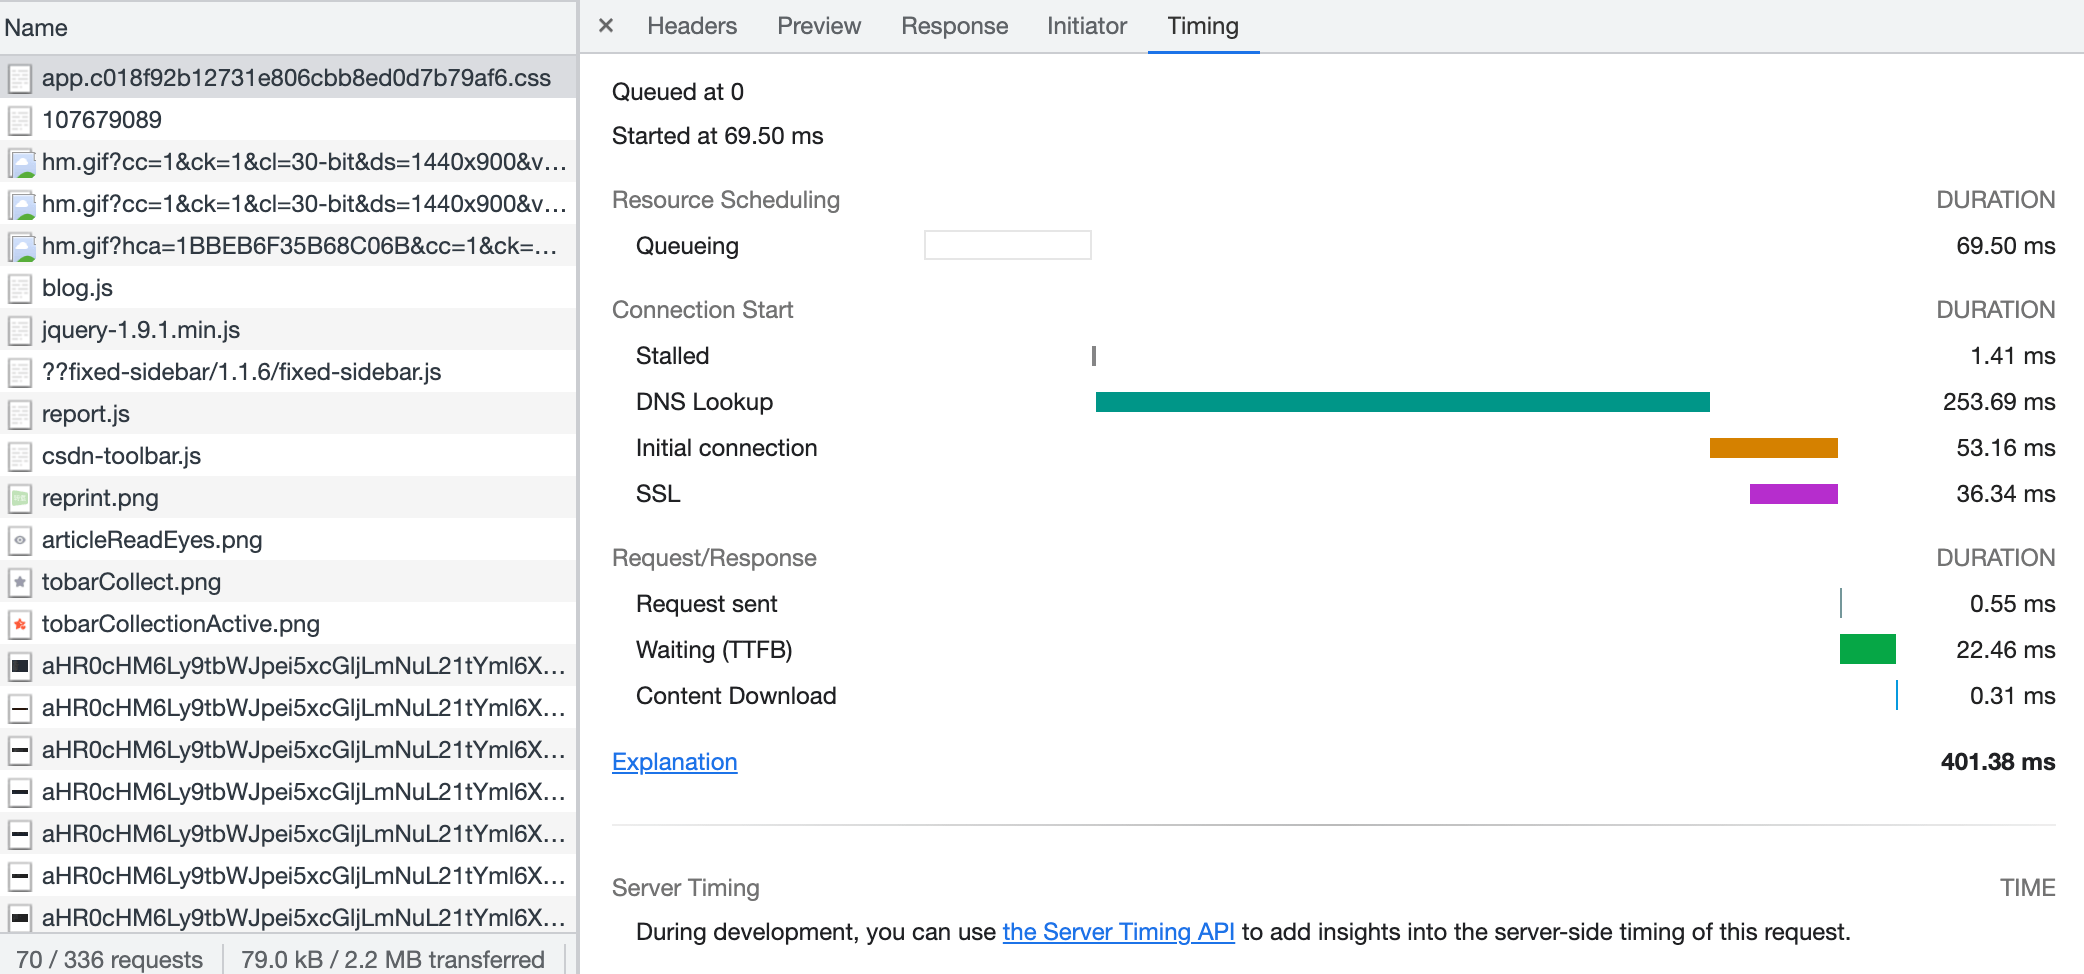 Name
app.c018f92b12731e806cbb8ed0d7b79af6.css
107679089
hm.gif?cc=1&ck=1&cl=30-bit&ds=1440x900&v...
hm.gif?cc=1&ck=1&cl=30-bit&ds=1440x900&v...
hm.gif?hca=1BBEB6F35B68C06B&cc=1&ck=...
blog.js
jquery-1.9.1.min.js
??fixed-sidebar/1.1.6/fixed-sidebar.js
report.js
csdn-toolbar.js
reprint.png
articleReadEyes.png
tobarCollect.png
tobarCollectionActive.png
aHR0cHM6Ly9tbWJpei5xcGljLmNuL21tYml6X...
aHR0cHM6Ly9tbWJpei5xcGljLmNuL21tYml6X...
aHR0cHM6Ly9tbWJpei5xcGljLmNuL21tYml6X...
aHR0cHM6Ly9tbWJpei5xcGljLmNuL21tYml6X...
aHR0cHM6Ly9tbWJpei5xcGljLmNuL21tYml6X...
aHR0cHM6Ly9tbWJpei5xcGljLmNuL21tYml6X...
aHR0cHM6Ly9tbWJpei5xcGljLmNuL21tYml6X...
70 / 336 requests 79.0 kB / 2.2 MB transferred
× Headers Preview Response Initiator Timing
Queued at 0
Started at 69.50 ms
Resource Scheduling DURATION
Queueing 69.50 ms
Connection Start DURATION
Stalled 1.41 ms
DNS Lookup 253.69 ms
Initial connection 53.16 ms
SSL 36.34 ms
Request/Response DURATION
Request sent 0.55 ms
Waiting (TTFB) 22.46 ms
Content Download 0.31 ms
Explanation 401.38 ms
Server Timing TIME
During development, you can use the Server Timing API to add insights into the server-side timing of this request.